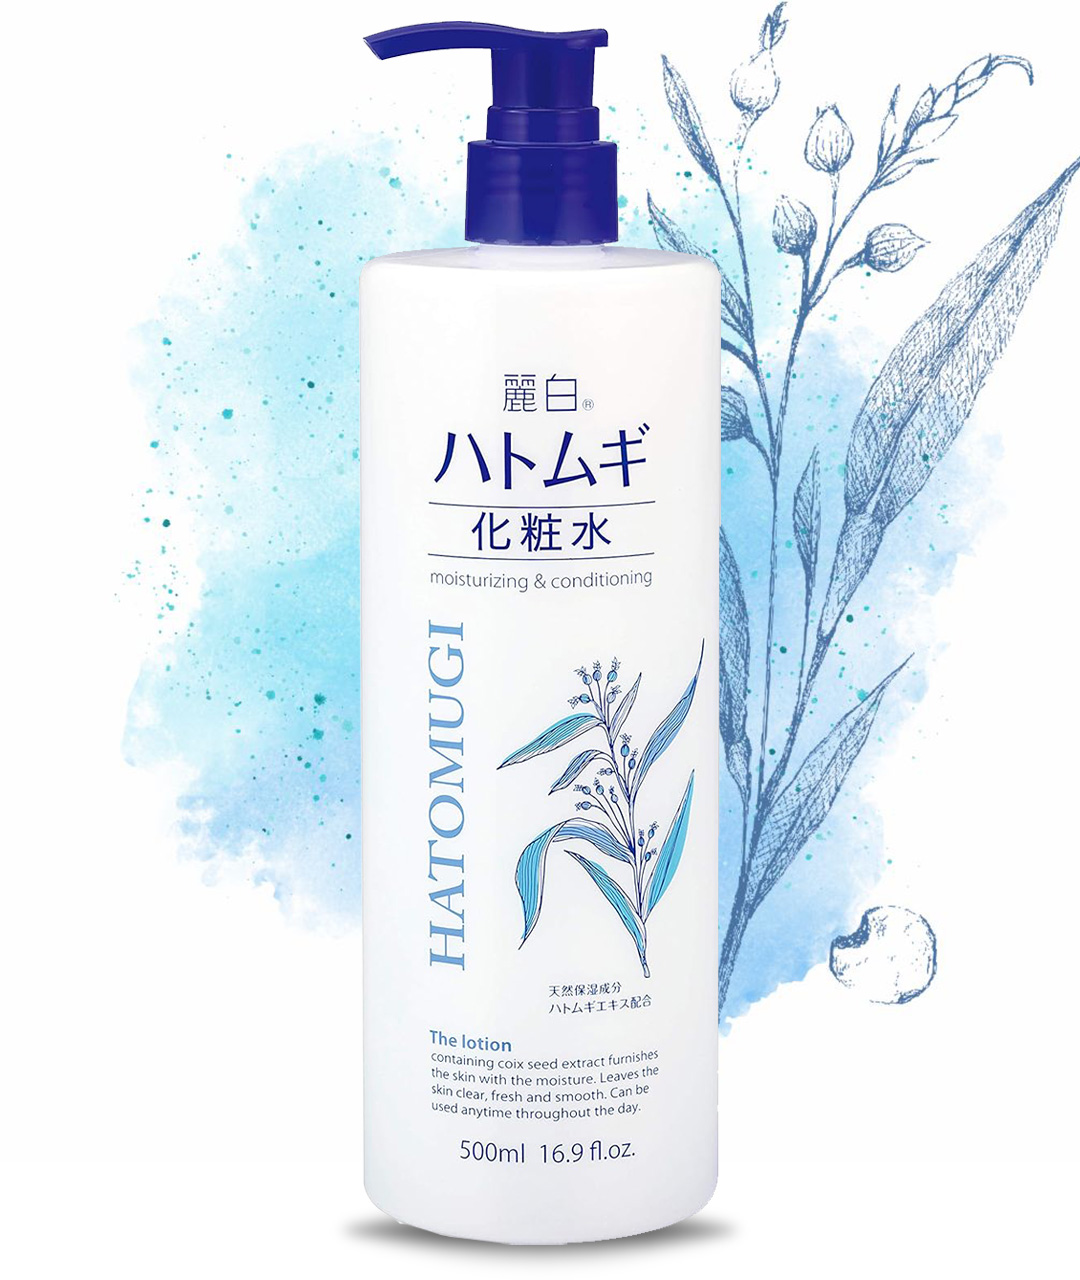 麗白®
ハトムギ
化粧水
moisturizing & conditioning
HATOMUGI
天然保湿成分
ハトムギエキス配合
The lotion
containing coix seed extract furnishes
the skin with the moisture. Leaves the
skin clear, fresh and smooth. Can be
used anytime throughout the day.
500ml 16.9 fl.oz.